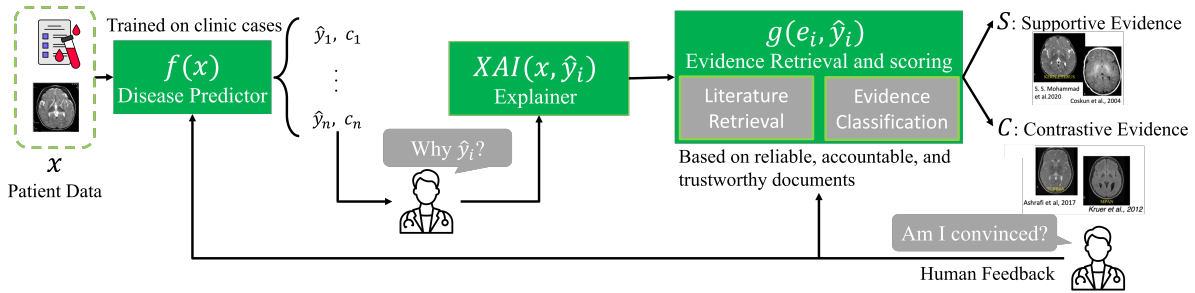 x
Patient Data
Trained on clinic cases
f(x)
Disease Predictor
ŷ₁, c₁
⋮
ŷₙ, cₙ
Why ŷᵢ?
XAI(x, ŷᵢ)
Explainer
g(eᵢ, ŷᵢ)
Evidence Retrieval and scoring
Literature
Retrieval
Evidence
Classification
Based on reliable, accountable, and
trustworthy documents
S: Supportive Evidence
S. S. Mohammad
et al.2020
Coskun et al., 2004
C: Contrastive Evidence
Ashrafi et al, 2017
MPAN
Kruer et al., 2012
Am I convinced?
Human Feedback